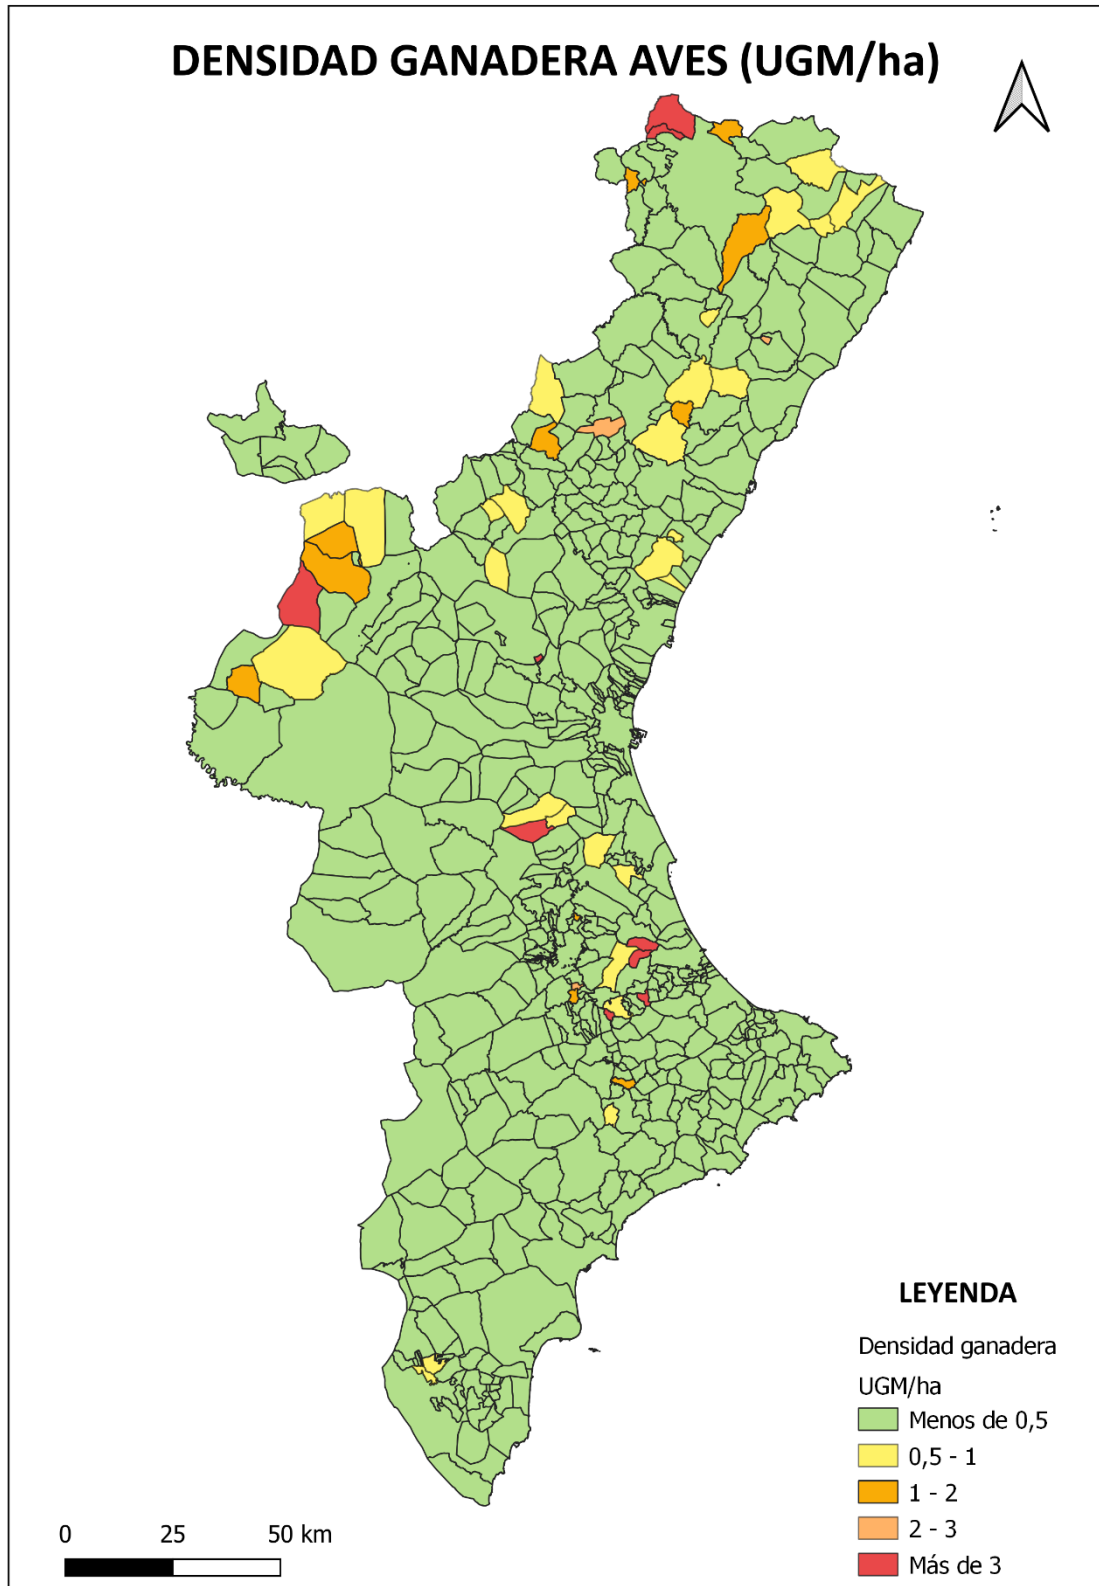 DENSIDAD GANADERA AVES (UGM/ha)
LEYENDA
Densidad ganadera
UGM/ha
Menos de 0,5
0,5 - 1
1 - 2
2 - 3
Más de 3
0 25 50 km